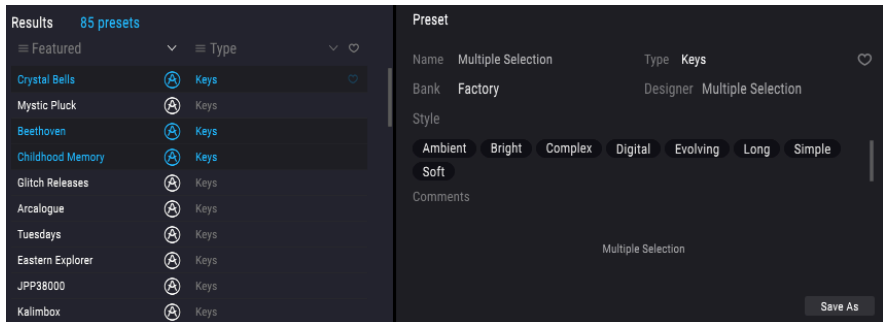 Results 85 presets
Featured Type
Crystal Bells Keys
Mystic Pluck Keys
Beethoven Keys
Childhood Memory Keys
Glitch Releases Keys
Arcalogue Keys
Tuesdays Keys
Eastern Explorer Keys
JPP38000 Keys
Kalimbox Keys
Preset
Name Multiple Selection Type Keys
Bank Factory Designer Multiple Selection
Style
Ambient Bright Complex Digital Evolving Long Simple
Soft
Comments
Multiple Selection
Save As